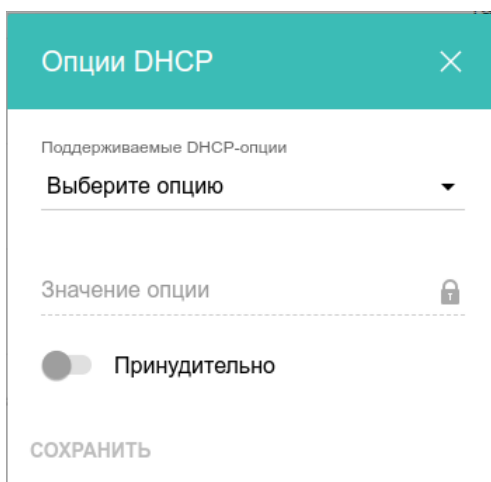 Опции DHCP
Поддерживаемые DHCP-опции
Выберите опцию
Значение опции
Принудительно
СОХРАНИТЬ